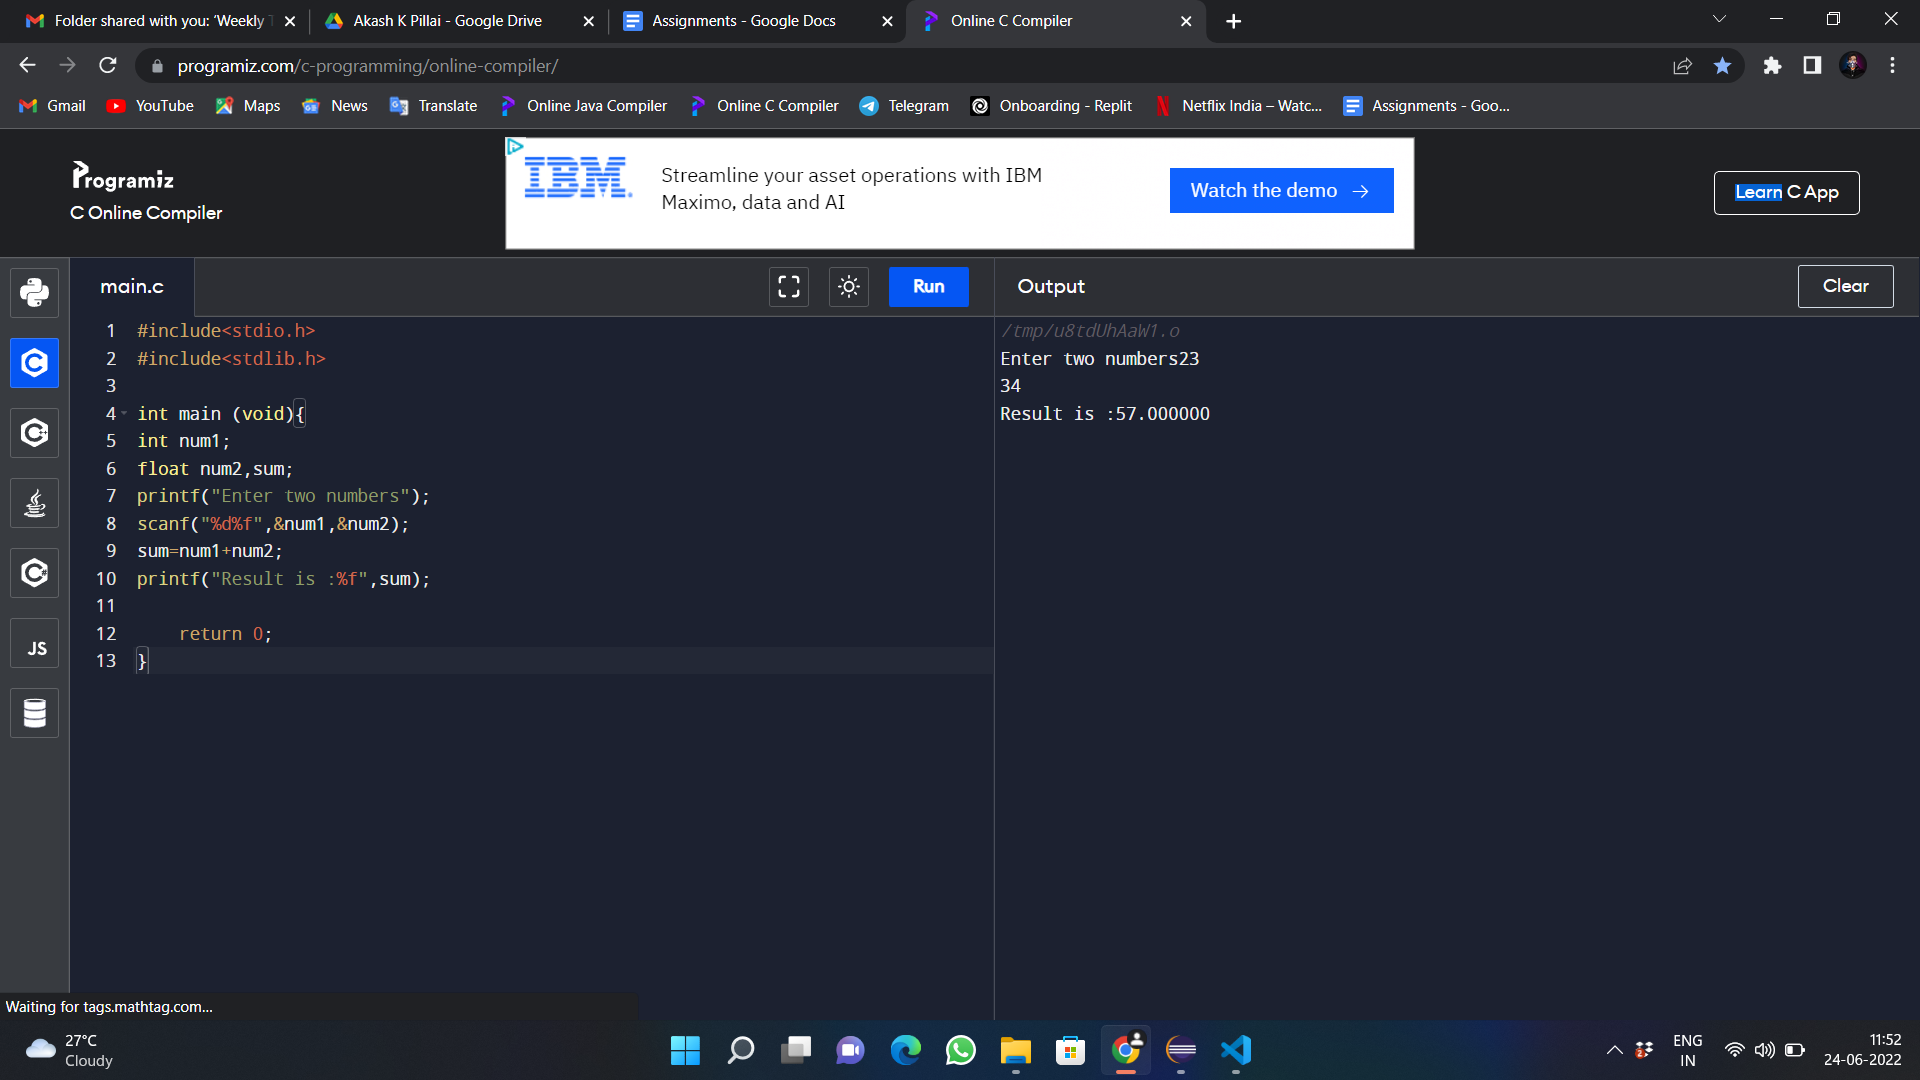 Folder shared with you: ‘Weekly T
Akash K Pillai - Google Drive
Assignments - Google Docs
Online C Compiler
programiz.com/c-programming/online-compiler/
Gmail
YouTube
Maps
News
Translate
Online Java Compiler
Online C Compiler
Telegram
Onboarding - Replit
Netflix India – Watc...
Assignments - Goo...
Programiz
C Online Compiler
IBM
Streamline your asset operations with IBM
Maximo, data and AI
Watch the demo →
Learn C App
main.c
Run
Output
Clear
1 #include<stdio.h>
2 #include<stdlib.h>
3
4 int main (void){
5 int num1;
6 float num2,sum;
7 printf("Enter two numbers");
8 scanf("%d%f",&num1,&num2);
9 sum=num1+num2;
10 printf("Result is :%f",sum);
11
12 return 0;
13 }
/tmp/u8tdUhAaW1.o
Enter two numbers23
34
Result is :57.000000
JS
Waiting for tags.mathtag.com...
27°C
Cloudy
ENG
IN
11:52
24-06-2022